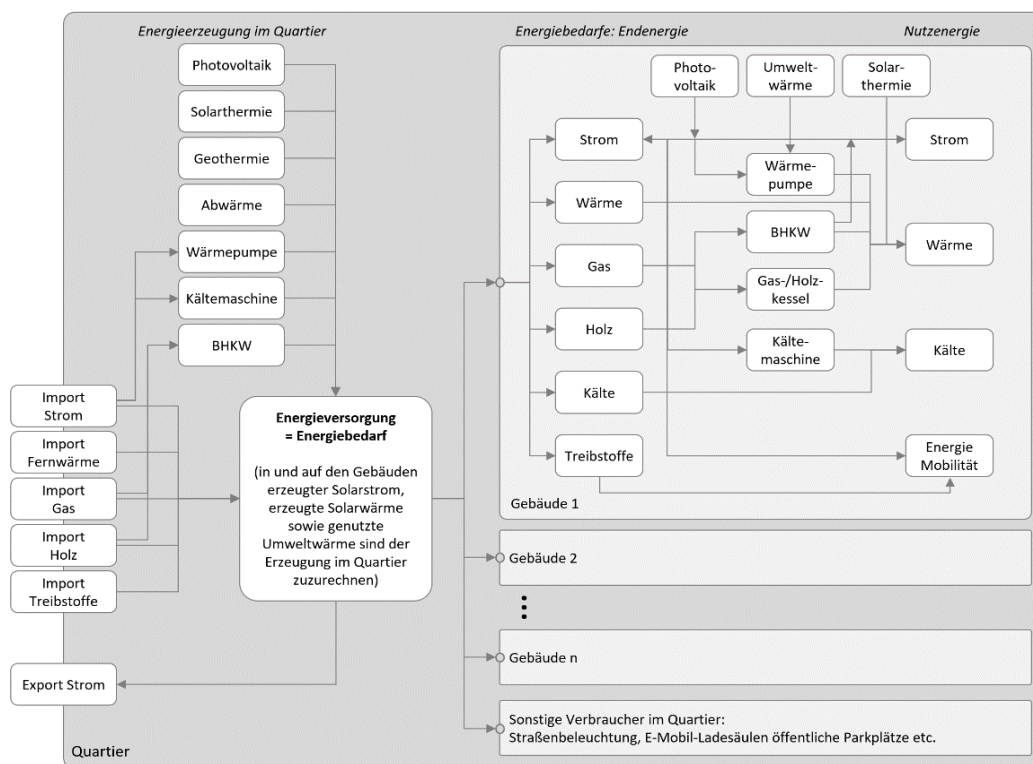 Energieerzeugung im Quartier
Photovoltaik
Solarthermie
Geothermie
Abwärme
Wärmepumpe
Kältemaschine
BHKW
Import
Strom
Import
Fernwärme
Import
Gas
Import
Holz
Import
Treibstoffe
Export Strom
Energieversorgung
= Energiebedarf
(in und auf den Gebäuden
erzeugter Solarstrom,
erzeugte Solarwärme
sowie genutzte
Umweltwärme sind der
Erzeugung im Quartier
zuzurechnen)
Quartier
Energiebedarfe: Endenergie
Nutzenergie
Photo-
voltaik
Umwelt-
wärme
Solar-
thermie
Strom
Wärme
Gas
Holz
Kälte
Treibstoffe
Wärme-
pumpe
BHKW
Gas-/Holz-
kessel
Kälte-
maschine
Strom
Wärme
Kälte
Energie
Mobilität
Gebäude 1
Gebäude 2
Gebäude n
Sonstige Verbraucher im Quartier:
Straßenbeleuchtung, E-Mobil-Ladesäulen öffentliche Parkplätze etc.